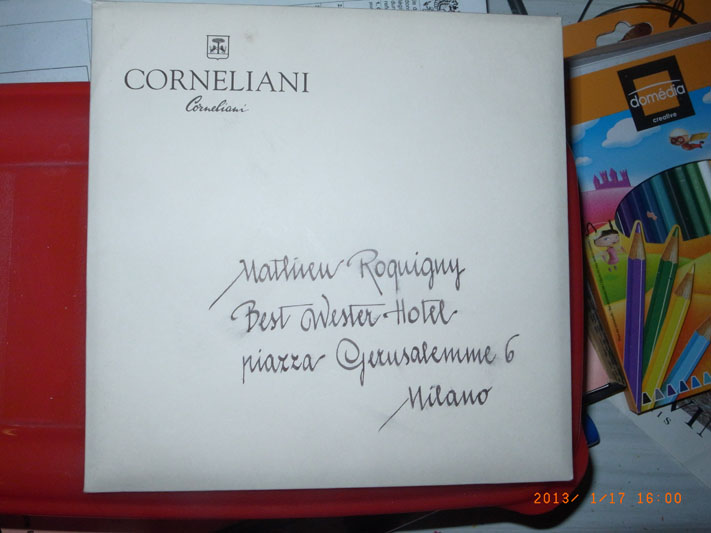 CORNELIANI
Corneliani
Mathieu Roquigny
Best Wester Hotel
piazza Gerusalemme 6
Milano
domédia
creative
2013/ 1/17 16:00